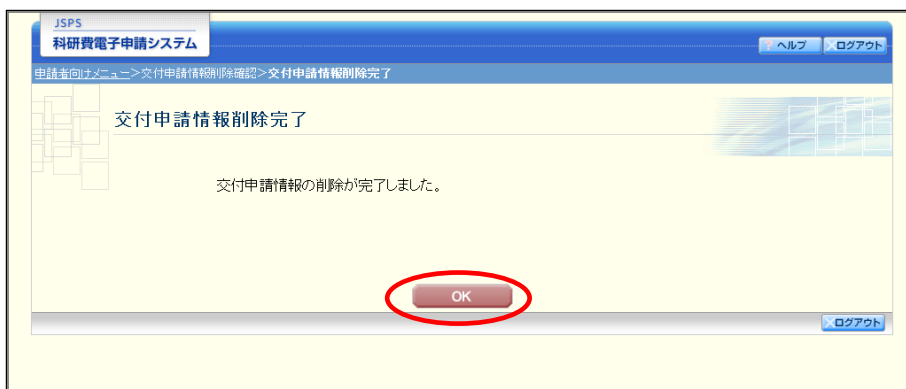 JSPS
科研費電子申請システム
? ヘルプ
ログアウト
申請者向けメニュー>交付申請情報削除確認>交付申請情報削除完了
交付申請情報削除完了
交付申請情報の削除が完了しました。
OK
ログアウト